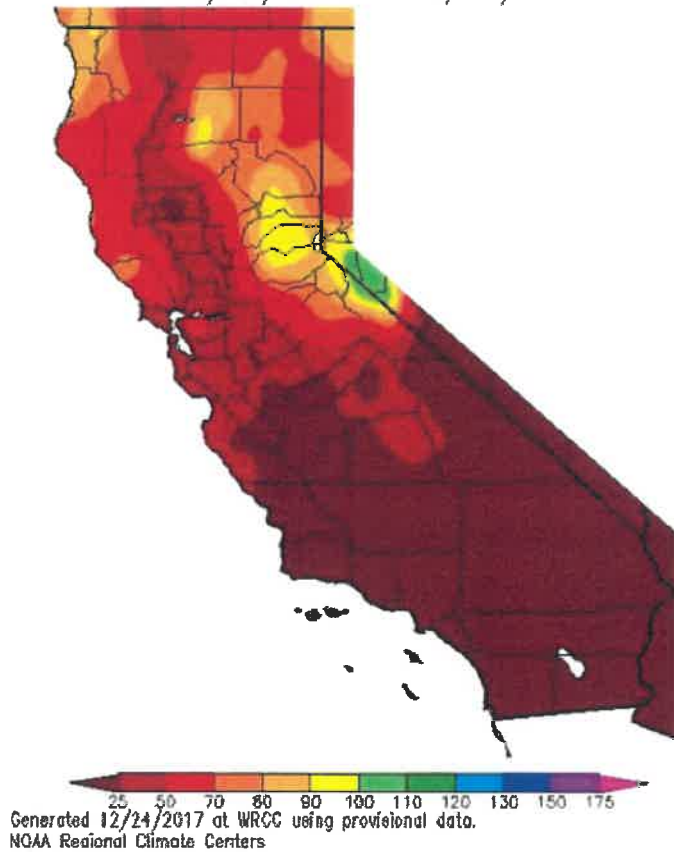 25 50 70 80 90 100 110 120 130 150 175
Generated 12/24/2017 at WRCC using provisional data.
NOAA Regional Climate Centers